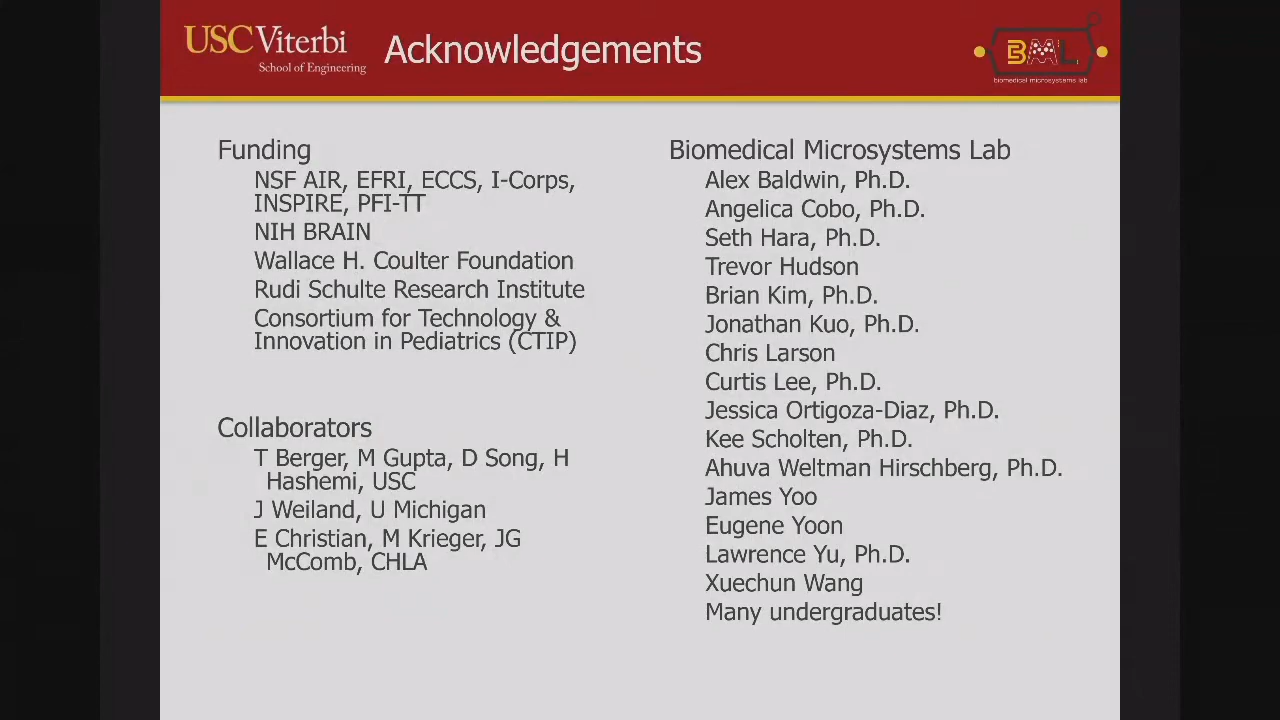 USC Viterbi
School of Engineering
Acknowledgements
BML
biomedical microsystems lab
Funding
NSF AIR, EFRI, ECCS, I-Corps,
INSPIRE, PFI-TT
NIH BRAIN
Wallace H. Coulter Foundation
Rudi Schulte Research Institute
Consortium for Technology &
Innovation in Pediatrics (CTIP)
Collaborators
T Berger, M Gupta, D Song, H
Hashemi, USC
J Weiland, U Michigan
E Christian, M Krieger, JG
McComb, CHLA
Biomedical Microsystems Lab
Alex Baldwin, Ph.D.
Angelica Cobo, Ph.D.
Seth Hara, Ph.D.
Trevor Hudson
Brian Kim, Ph.D.
Jonathan Kuo, Ph.D.
Chris Larson
Curtis Lee, Ph.D.
Jessica Ortigoza-Diaz, Ph.D.
Kee Scholten, Ph.D.
Ahuva Weltman Hirschberg, Ph.D.
James Yoo
Eugene Yoon
Lawrence Yu, Ph.D.
Xuechun Wang
Many undergraduates!